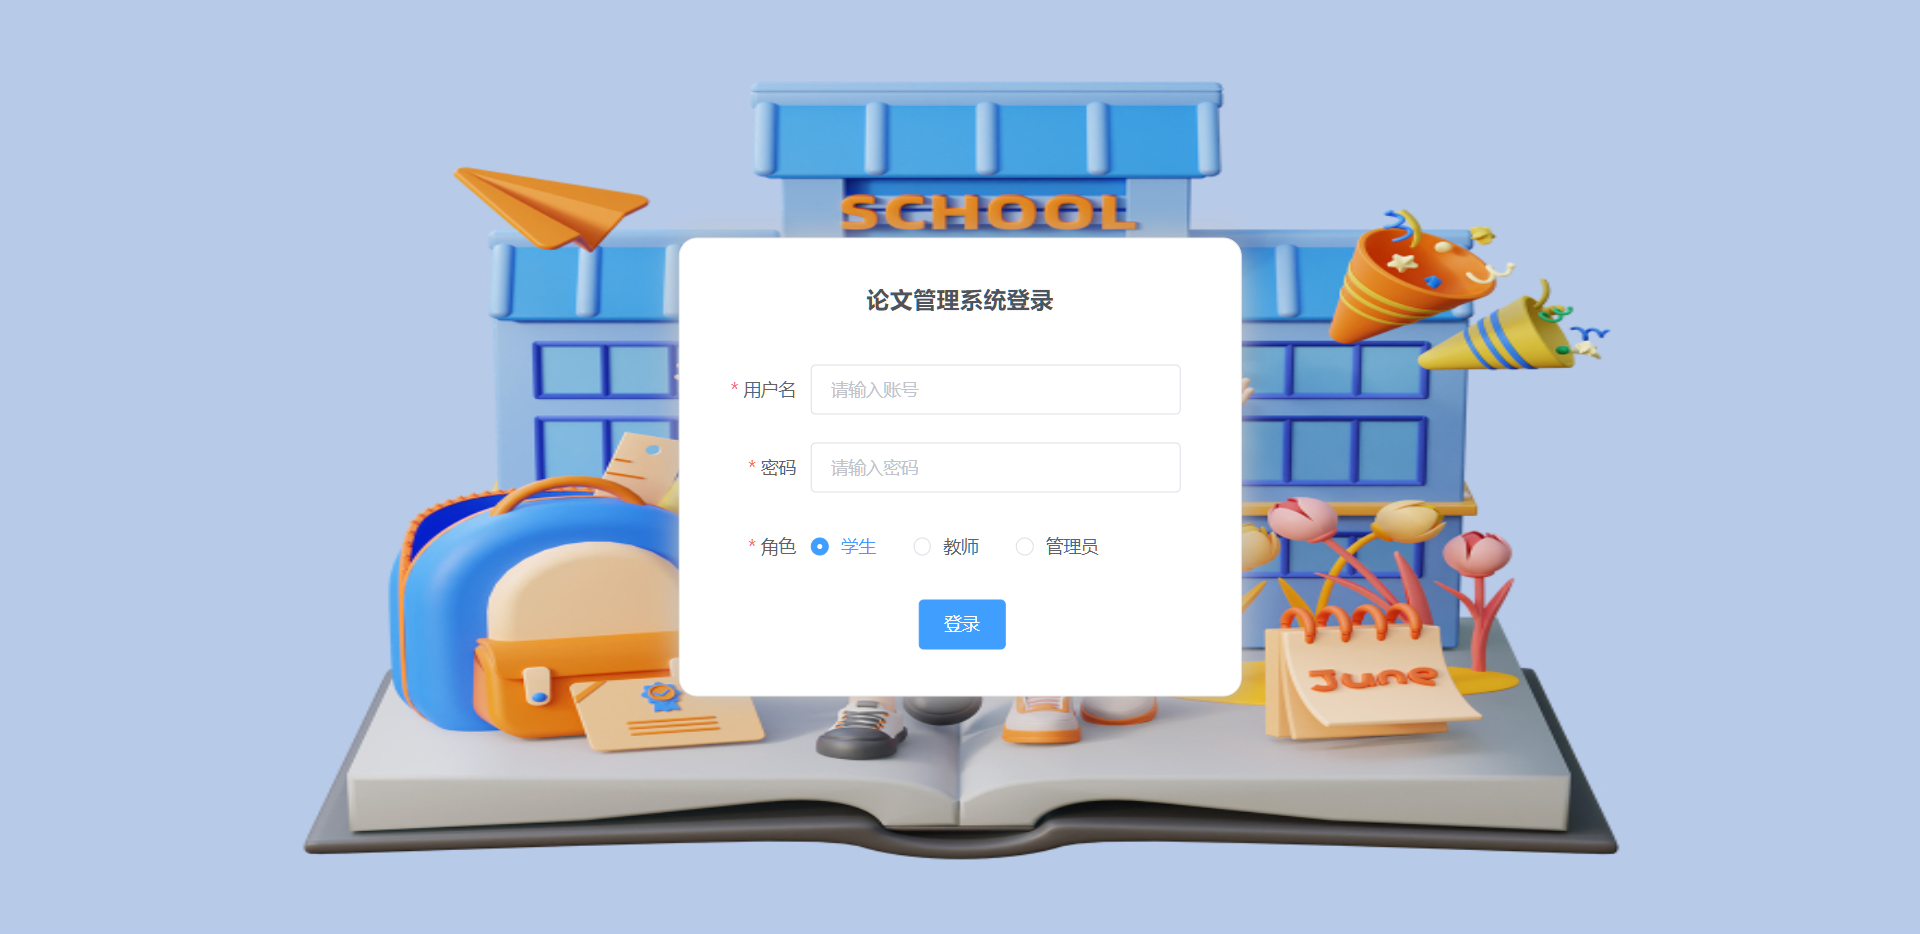 SCHOOL
论文管理系统登录
* 用户名 请输入账号
* 密码 请输入密码
* 角色 学生 教师 管理员
登录
June